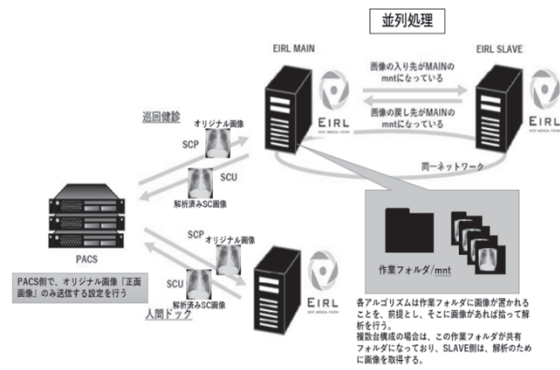 並列処理
EIRL MAIN
EIRL SLAVE
画像の入り先がMAINの
mntになっている
画像の戻し先がMAINの
mntになっている
EIRL
EIRL
同一ネットワーク
巡回健診
オリジナル画像
SCP
SCU
解析済みSC画像
PACS
SCP
オリジナル画像
SCU
解析済みSC画像
人間ドック
EIRL
PACS側で、オリジナル画像「正面
画像」のみ送信する設定を行う
作業フォルダ/mnt
各アルゴリズムは作業フォルダに画像が置かれる
ことを、前提とし、そこに画像があれば拾って解
析を行う。
複数台構成の場合は、この作業フォルダが共有
フォルダになっており、SLAVE側は、解析のため
に画像を取得する。